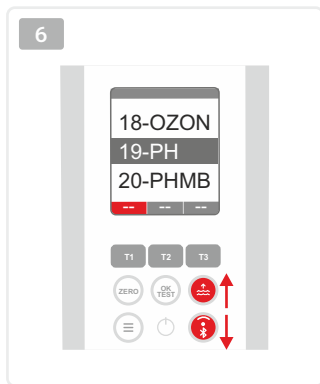 6
18-OZON
19-PH
20-PHMB
-- -- --
T1 T2 T3
ZERO OK TEST